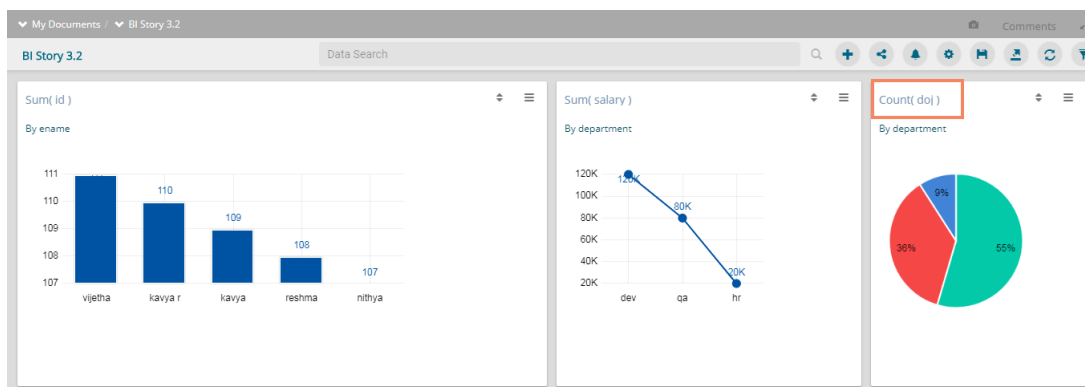 My Documents / BI Story 3.2
Comments
BI Story 3.2
Data Search
Sum( id )
By ename
111
110
109
108
107
110
109
108
107
vijetha
kavya r
kavya
reshma
nithya
Sum( salary )
By department
120K
100K
80K
60K
40K
20K
120K
80K
20K
dev
qa
hr
Count( doj )
By department
9%
36%
55%